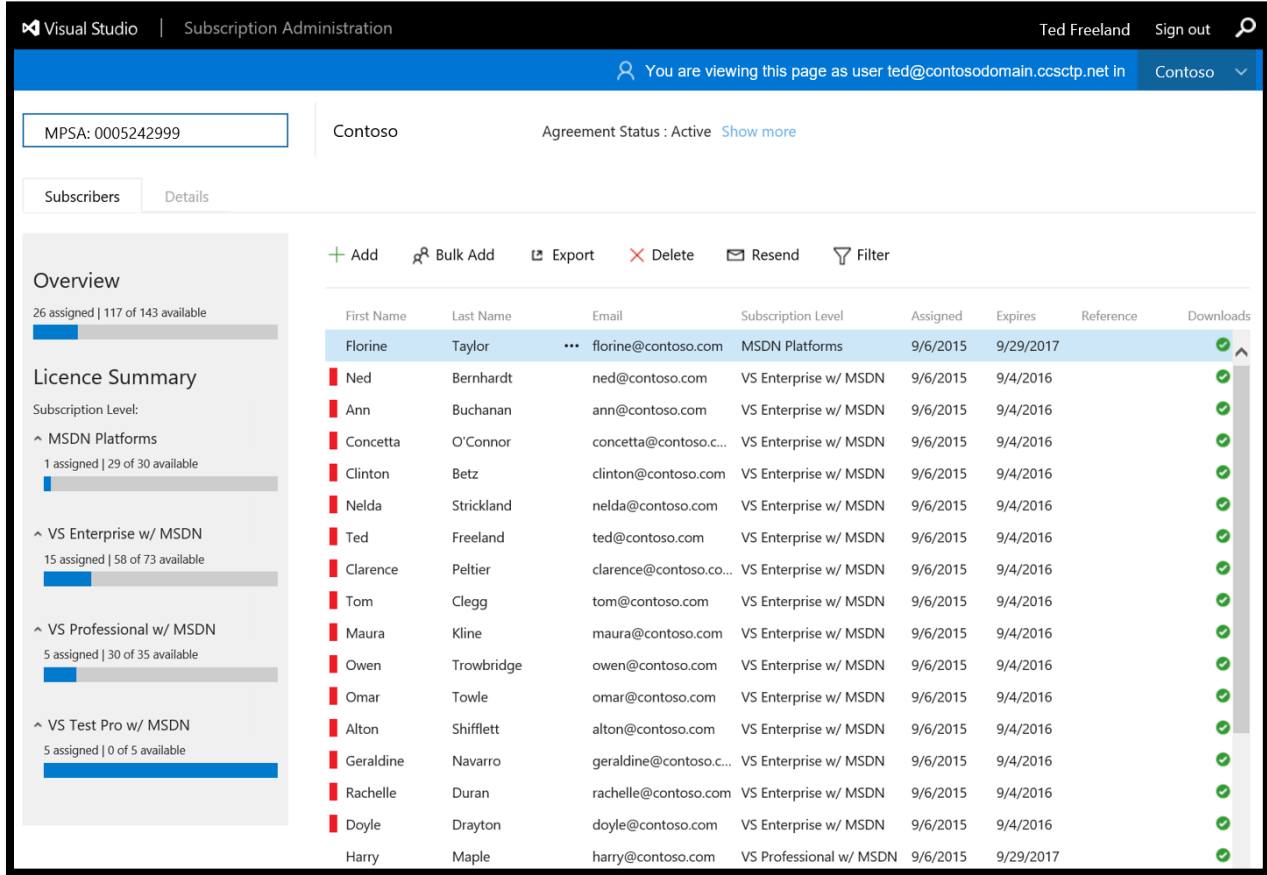 Visual Studio | Subscription Administration Ted Freeland Sign out
You are viewing this page as user ted@contosodomain.ccsctp.net in Contoso
MPSA: 0005242999 Contoso Agreement Status : Active Show more
Subscribers Details
Overview
26 assigned | 117 of 143 available
Licence Summary
Subscription Level:
MSDN Platforms
1 assigned | 29 of 30 available
VS Enterprise w/ MSDN
15 assigned | 58 of 73 available
VS Professional w/ MSDN
5 assigned | 30 of 35 available
VS Test Pro w/ MSDN
5 assigned | 0 of 5 available
Add Bulk Add Export Delete Resend Filter
First Name Last Name Email Subscription Level Assigned Expires Reference Downloads
Florine Taylor ••• florine@contoso.com MSDN Platforms 9/6/2015 9/29/2017
Ned Bernhardt ned@contoso.com VS Enterprise w/ MSDN 9/6/2015 9/4/2016
Ann Buchanan ann@contoso.com VS Enterprise w/ MSDN 9/6/2015 9/4/2016
Concetta O'Connor concetta@contoso.c... VS Enterprise w/ MSDN 9/6/2015 9/4/2016
Clinton Betz clinton@contoso.com VS Enterprise w/ MSDN 9/6/2015 9/4/2016
Nelda Strickland nelda@contoso.com VS Enterprise w/ MSDN 9/6/2015 9/4/2016
Ted Freeland ted@contoso.com VS Enterprise w/ MSDN 9/6/2015 9/4/2016
Clarence Peltier clarence@contoso.co... VS Enterprise w/ MSDN 9/6/2015 9/4/2016
Tom Clegg tom@contoso.com VS Enterprise w/ MSDN 9/6/2015 9/4/2016
Maura Kline maura@contoso.com VS Enterprise w/ MSDN 9/6/2015 9/4/2016
Owen Trowbridge owen@contoso.com VS Enterprise w/ MSDN 9/6/2015 9/4/2016
Omar Towle omar@contoso.com VS Enterprise w/ MSDN 9/6/2015 9/4/2016
Alton Shifflett alton@contoso.com VS Enterprise w/ MSDN 9/6/2015 9/4/2016
Geraldine Navarro geraldine@contoso.c... VS Enterprise w/ MSDN 9/6/2015 9/4/2016
Rachelle Duran rachelle@contoso.com VS Enterprise w/ MSDN 9/6/2015 9/4/2016
Doyle Drayton doyle@contoso.com VS Enterprise w/ MSDN 9/6/2015 9/4/2016
Harry Maple harry@contoso.com VS Professional w/ MSDN 9/6/2015 9/29/2017